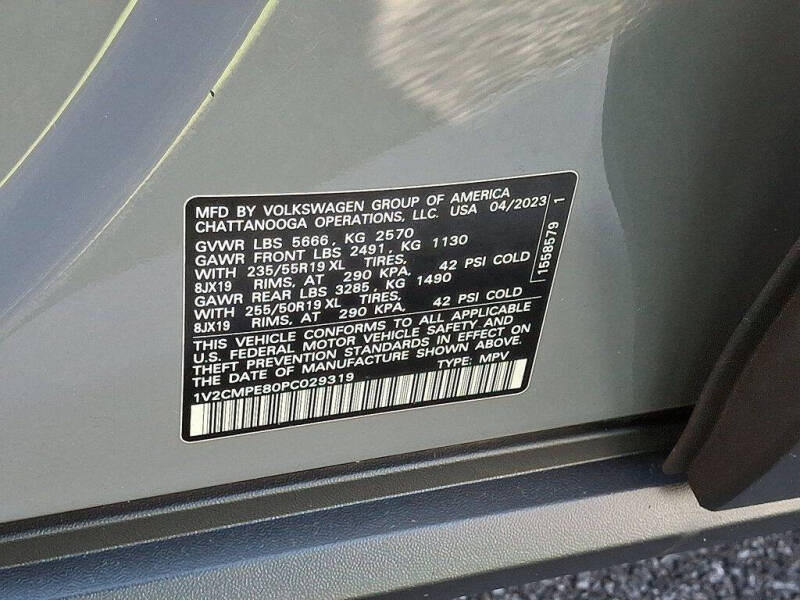 MFD BY VOLKSWAGEN GROUP OF AMERICA
CHATTANOOGA OPERATIONS, LLC. USA 04/2023
GVWR LBS 5666, KG 2570
GAWR FRONT LBS 2491, KG 1130
WITH 235/55R19 XL TIRES,
8JX19 RIMS, AT 290 KPA, 42 PSI COLD
GAWR REAR LBS 3285, KG 1490
WITH 255/50R19 XL TIRES,
8JX19 RIMS, AT 290 KPA, 42 PSI COLD
THIS VEHICLE CONFORMS TO ALL APPLICABLE
U.S. FEDERAL MOTOR VEHICLE SAFETY AND
THEFT PREVENTION STANDARDS IN EFFECT ON
THE DATE OF MANUFACTURE SHOWN ABOVE.
1V2CMPE80PC029319 TYPE: MPV
1558579 1